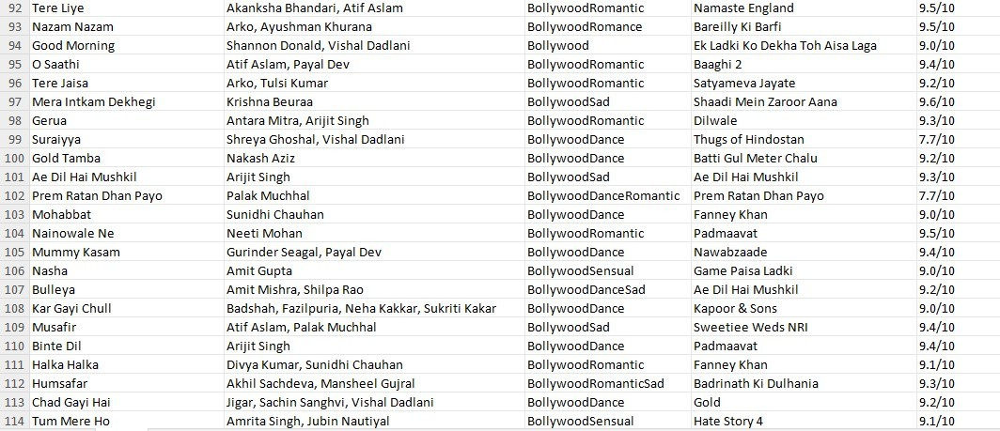 92 Tere Liye Akanksha Bhandari, Atif Aslam BollywoodRomantic Namaste England 9.5/10
93 Nazam Nazam Arko, Ayushman Khurana BollywoodRomance Bareilly Ki Barfi 9.5/10
94 Good Morning Shannon Donald, Vishal Dadlani Bollywood Ek Ladki Ko Dekha Toh Aisa Laga 9.0/10
95 O Saathi Atif Aslam, Payal Dev BollywoodRomantic Baaghi 2 9.4/10
96 Tere Jaisa Arko, Tulsi Kumar BollywoodRomantic Satyameva Jayate 9.2/10
97 Mera Intkam Dekhegi Krishna Beuraa BollywoodSad Shaadi Mein Zaroor Aana 9.6/10
98 Gerua Antara Mitra, Arijit Singh BollywoodRomantic Dilwale 9.3/10
99 Suraiyya Shreya Ghoshal, Vishal Dadlani BollywoodDance Thugs of Hindostan 7.7/10
100 Gold Tamba Nakash Aziz BollywoodDance Batti Gul Meter Chalu 9.2/10
101 Ae Dil Hai Mushkil Arijit Singh BollywoodSad Ae Dil Hai Mushkil 9.3/10
102 Prem Ratan Dhan Payo Palak Muchhal BollywoodDanceRomantic Prem Ratan Dhan Payo 7.7/10
103 Mohabbat Sunidhi Chauhan BollywoodDance Fanney Khan 9.0/10
104 Nainowale Ne Neeti Mohan BollywoodRomantic Padmaavat 9.5/10
105 Mummy Kasam Gurinder Seagal, Payal Dev BollywoodDance Nawabzaade 9.4/10
106 Nasha Amit Gupta BollywoodSensual Game Paisa Ladki 9.0/10
107 Bulleya Amit Mishra, Shilpa Rao BollywoodDanceSad Ae Dil Hai Mushkil 9.2/10
108 Kar Gayi Chull Badshah, Fazilpuria, Neha Kakkar, Sukriti Kakar BollywoodDance Kapoor & Sons 9.0/10
109 Musafir Atif Aslam, Palak Muchhal BollywoodSad Sweetiee Weds NRI 9.4/10
110 Binte Dil Arijit Singh BollywoodDance Padmaavat 9.4/10
111 Halka Halka Divya Kumar, Sunidhi Chauhan BollywoodRomantic Fanney Khan 9.1/10
112 Humsafar Akhil Sachdeva, Mansheel Gujral BollywoodRomanticSad Badrinath Ki Dulhania 9.3/10
113 Chad Gayi Hai Jigar, Sachin Sanghvi, Vishal Dadlani BollywoodDance Gold 9.2/10
114 Tum Mere Ho Amrita Singh, Jubin Nautiyal BollywoodSensual Hate Story 4 9.1/10